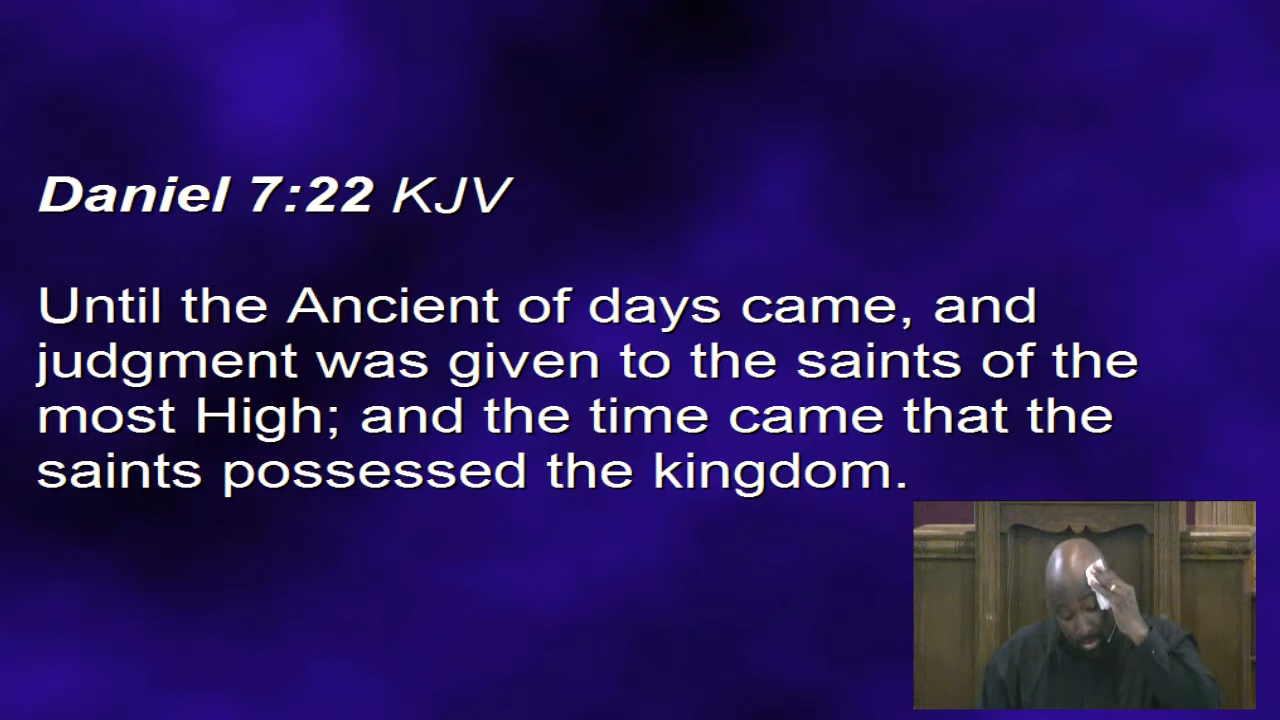 Daniel 7:22 KJV
Until the Ancient of days came, and
judgment was given to the saints of the
most High; and the time came that the
saints possessed the kingdom.